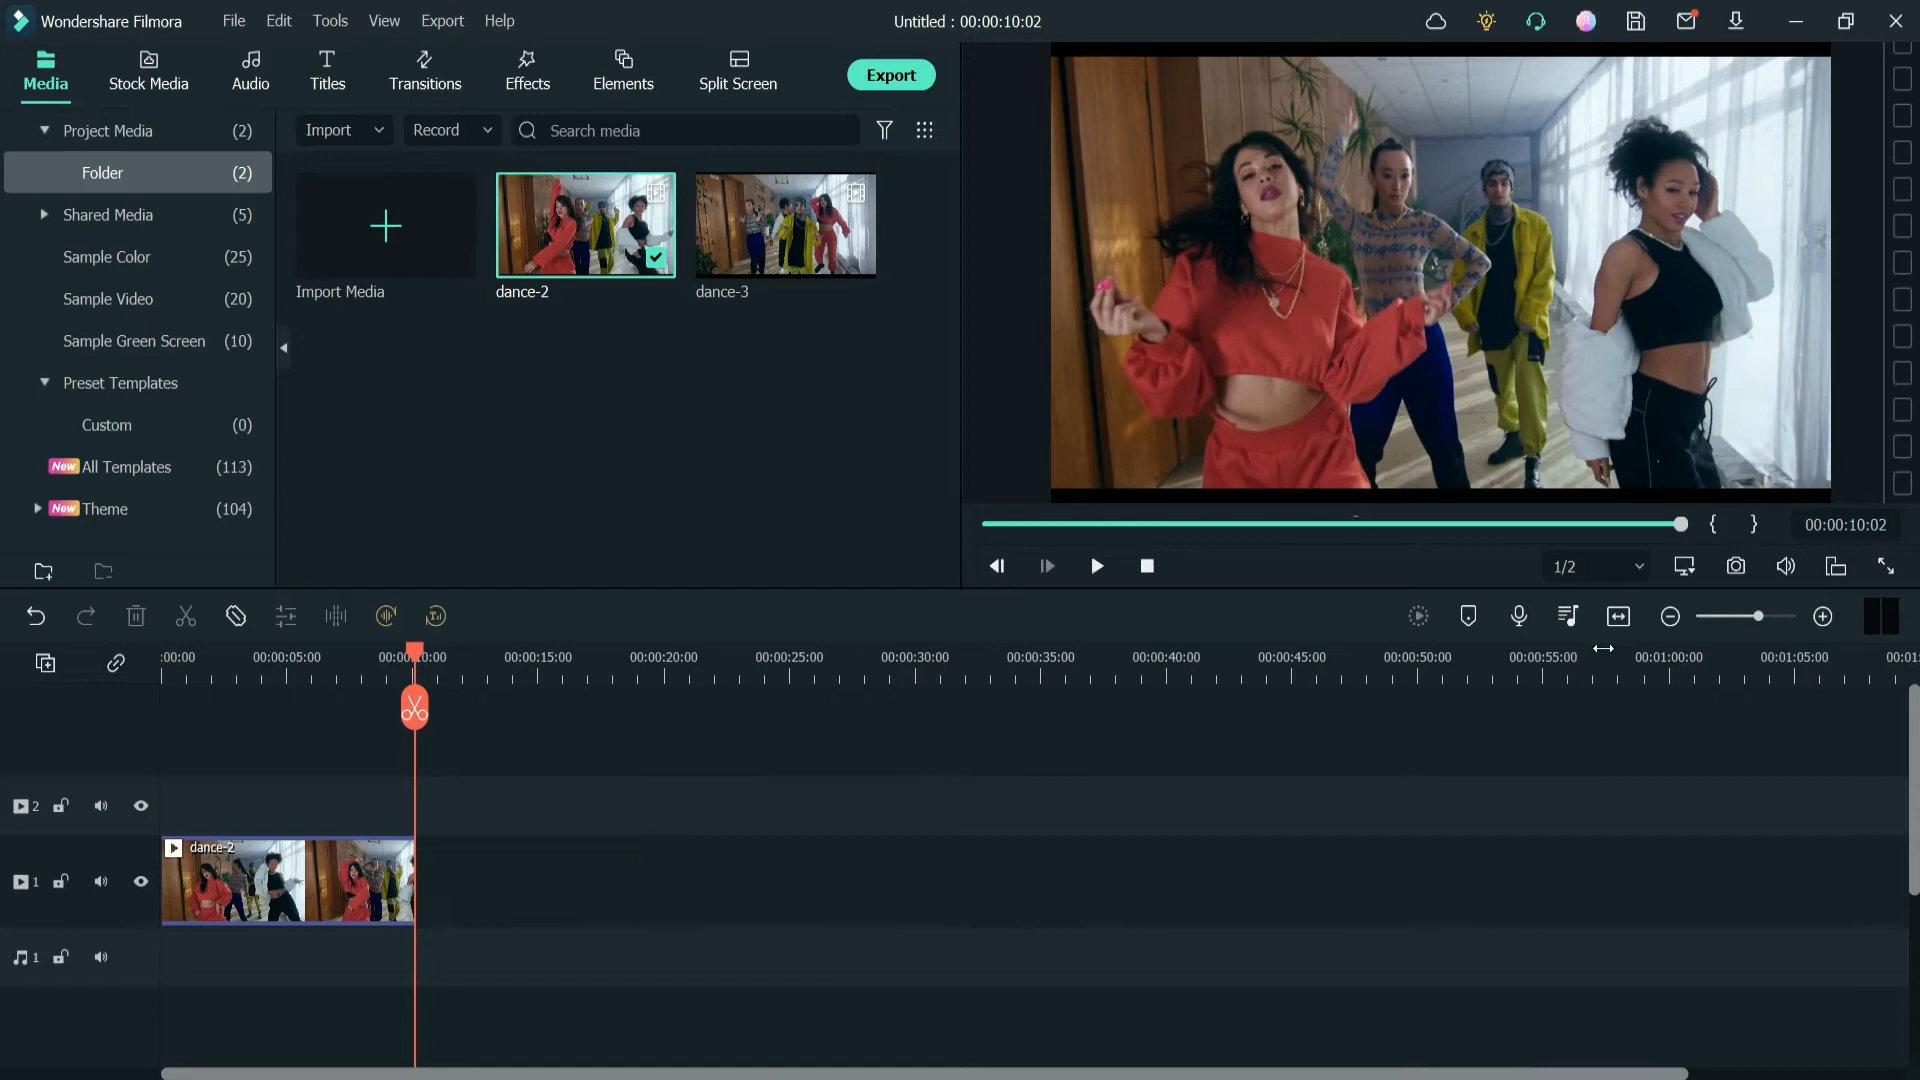 Wondershare Filmora
File
Edit
Tools
View
Export
Help
Untitled : 00:00:10:02
Media
Stock Media
Audio
Titles
Transitions
Effects
Elements
Split Screen
Export
Project Media (2)
Folder (2)
Shared Media (5)
Sample Color (25)
Sample Video (20)
Sample Green Screen (10)
Preset Templates
Custom (0)
New All Templates (113)
New Theme (104)
Import
Record
Search media
Import Media
dance-2
dance-3
{ }
00:00:10:02
1/2
:00:00
00:00:05:00
00:00:10:00
00:00:15:00
00:00:20:00
00:00:25:00
00:00:30:00
00:00:35:00
00:00:40:00
00:00:45:00
00:00:50:00
00:00:55:00
00:01:00:00
00:01:05:00
00:01:
2
dance-2
1
1